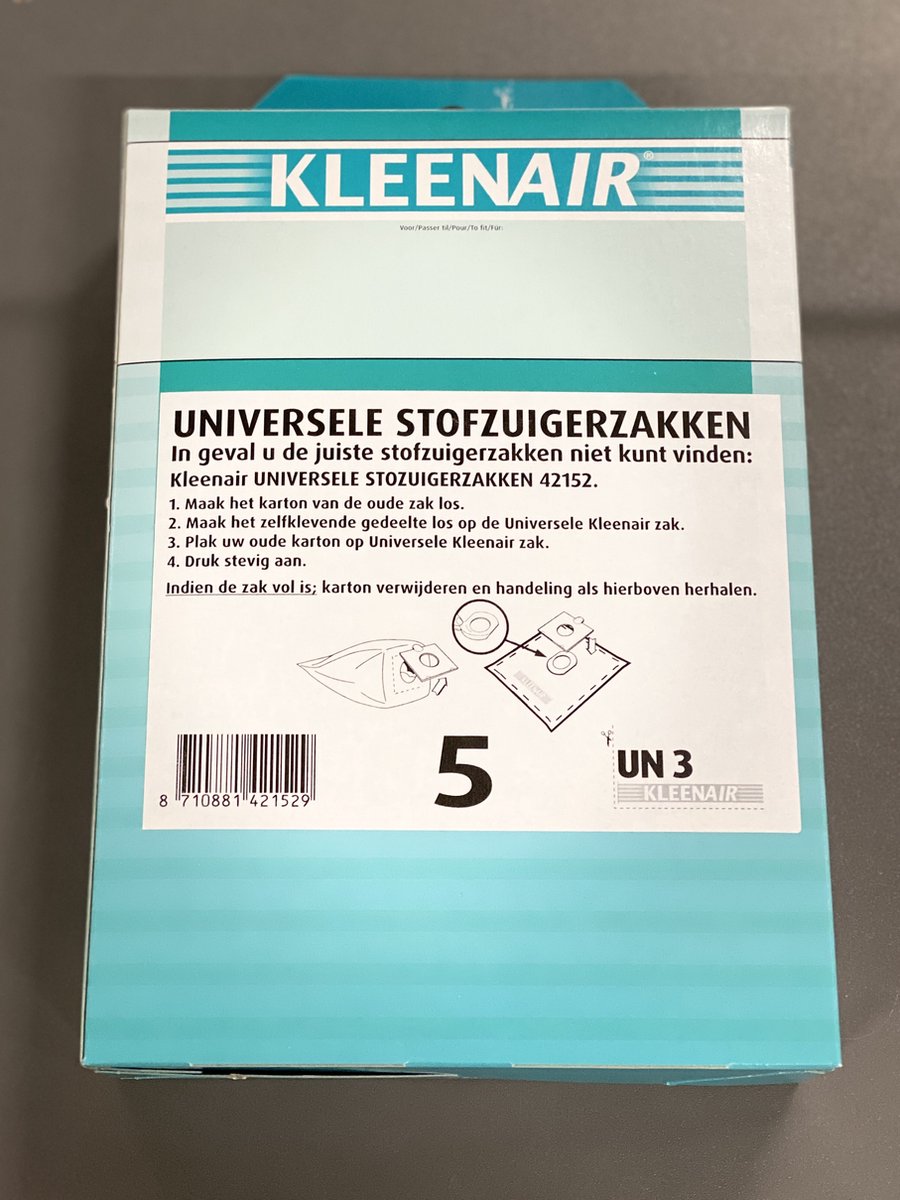 KLEENAIR®
Voor/Passer til/Pour/To fit/Für:
UNIVERSELE STOFZUIGERZAKKEN
In geval u de juiste stofzuigerzakken niet kunt vinden:
Kleenair UNIVERSELE STOZUIGERZAKKEN 42152.
1. Maak het karton van de oude zak los.
2. Maak het zelfklevende gedeelte los op de Universele Kleenair zak.
3. Plak uw oude karton op Universele Kleenair zak.
4. Druk stevig aan.
Indien de zak vol is; karton verwijderen en handeling als hierboven herhalen.
KLEENAIR
5
UN 3
KLEENAIR
8 710881 421529